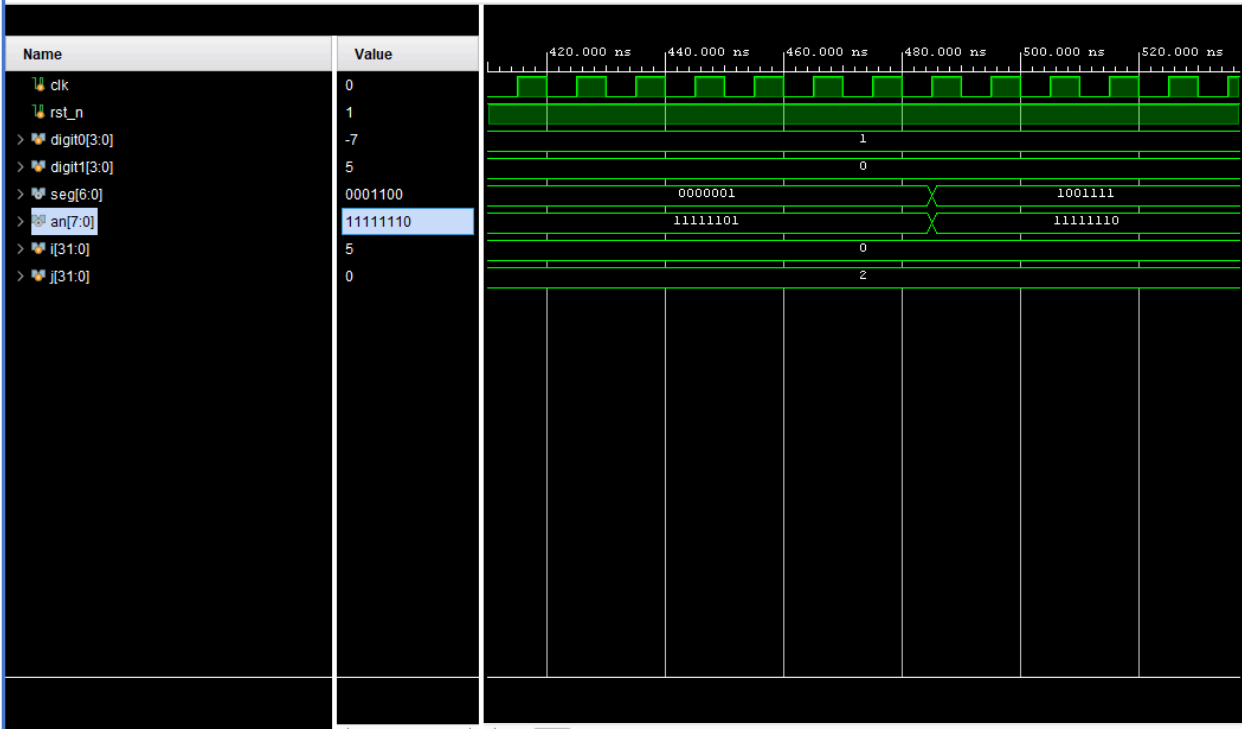 Name Value 420.000 ns 440.000 ns 460.000 ns 480.000 ns 500.000 ns 520.000 ns
clk 0
rst_n 1
digit0[3:0] -7 1
digit1[3:0] 5 0
seg[6:0] 0001100 0000001 1001111
an[7:0] 11111110 11111101 11111110
i[31:0] 5 0
j[31:0] 0 2